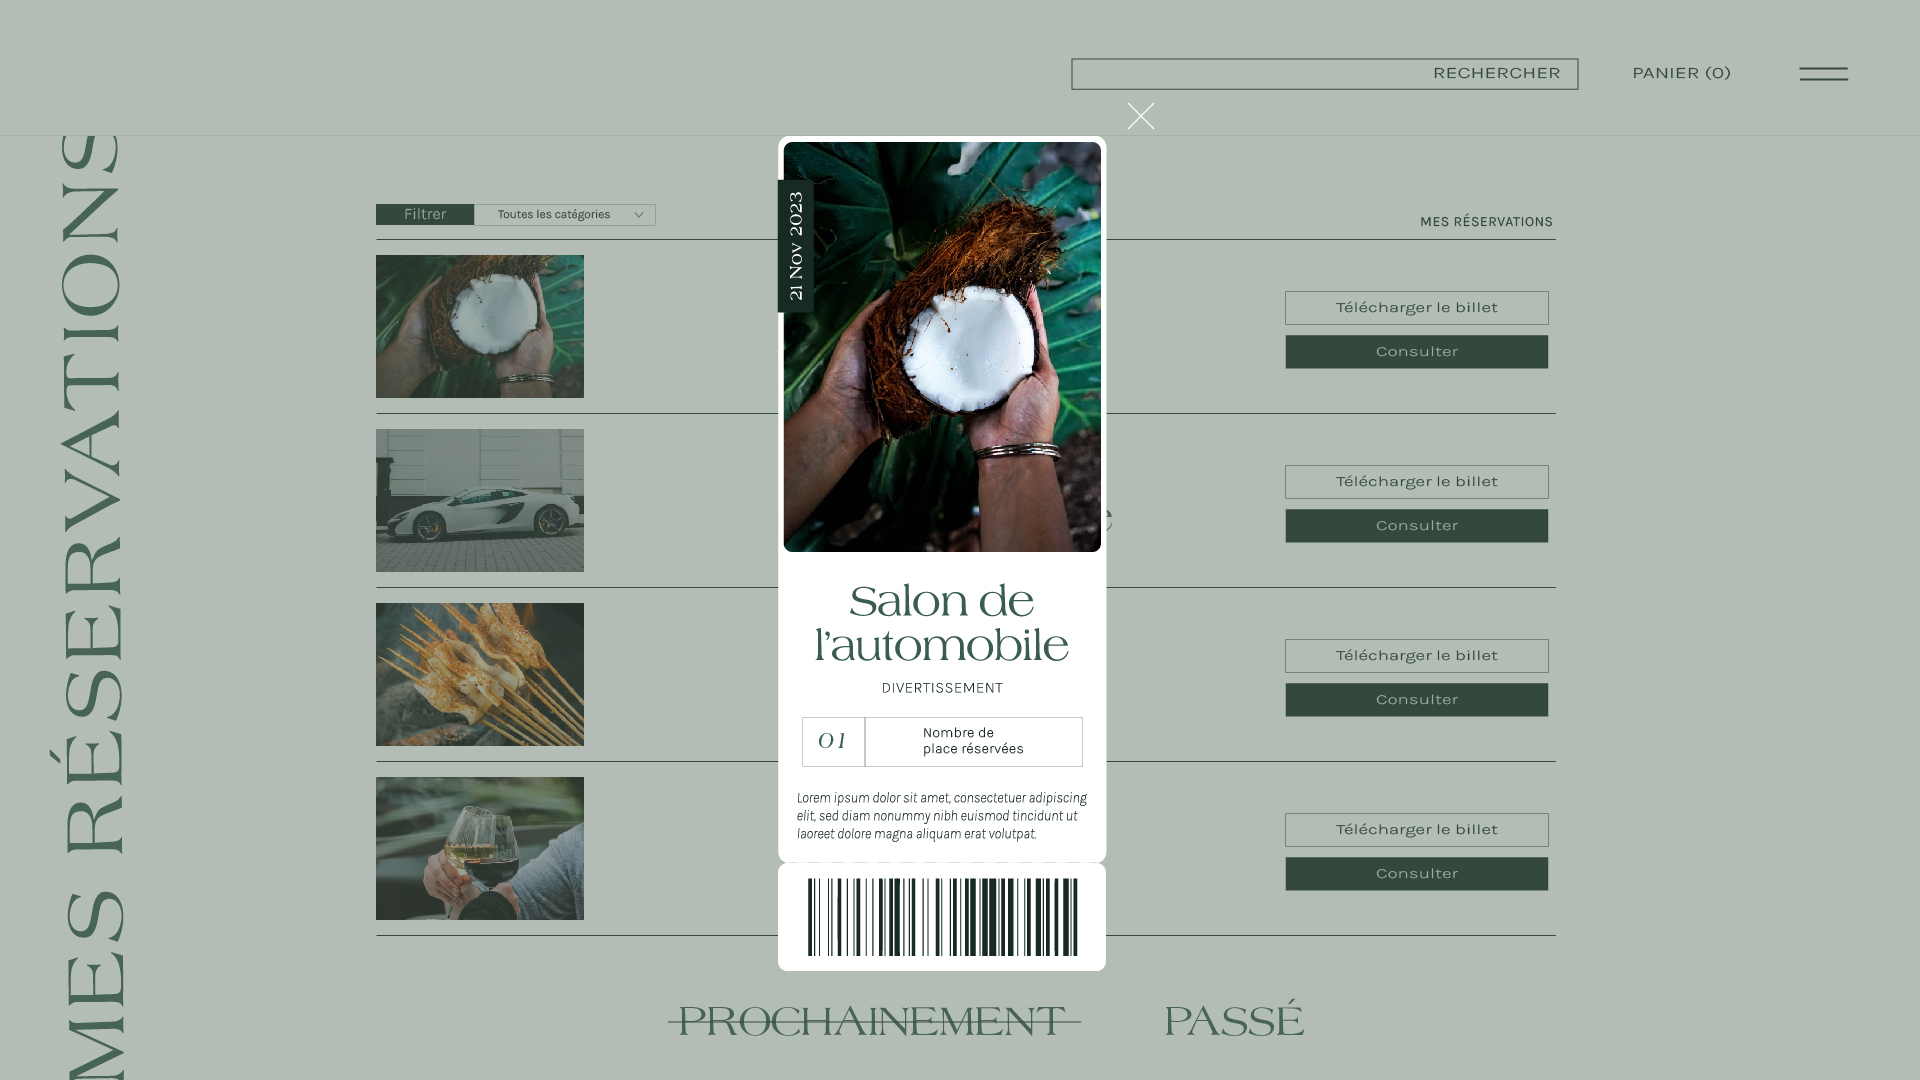 RECHERCHER
PANIER (0)
MES RÉSERVATIONS
Filtrer
Toutes les catégories
MES RÉSERVATIONS
21 Nov 2023
Télécharger le billet
Consulter
Télécharger le billet
Consulter
Salon de
l'automobile
DIVERTISSEMENT
01
Nombre de
place réservées
Télécharger le billet
Consulter
Lorem ipsum dolor sit amet, consectetuer adipiscing
elit, sed diam nonummy nibh euismod tincidunt ut
laoreet dolore magna aliquam erat volutpat.
Télécharger le billet
Consulter
PROCHAINEMENT
PASSÉ